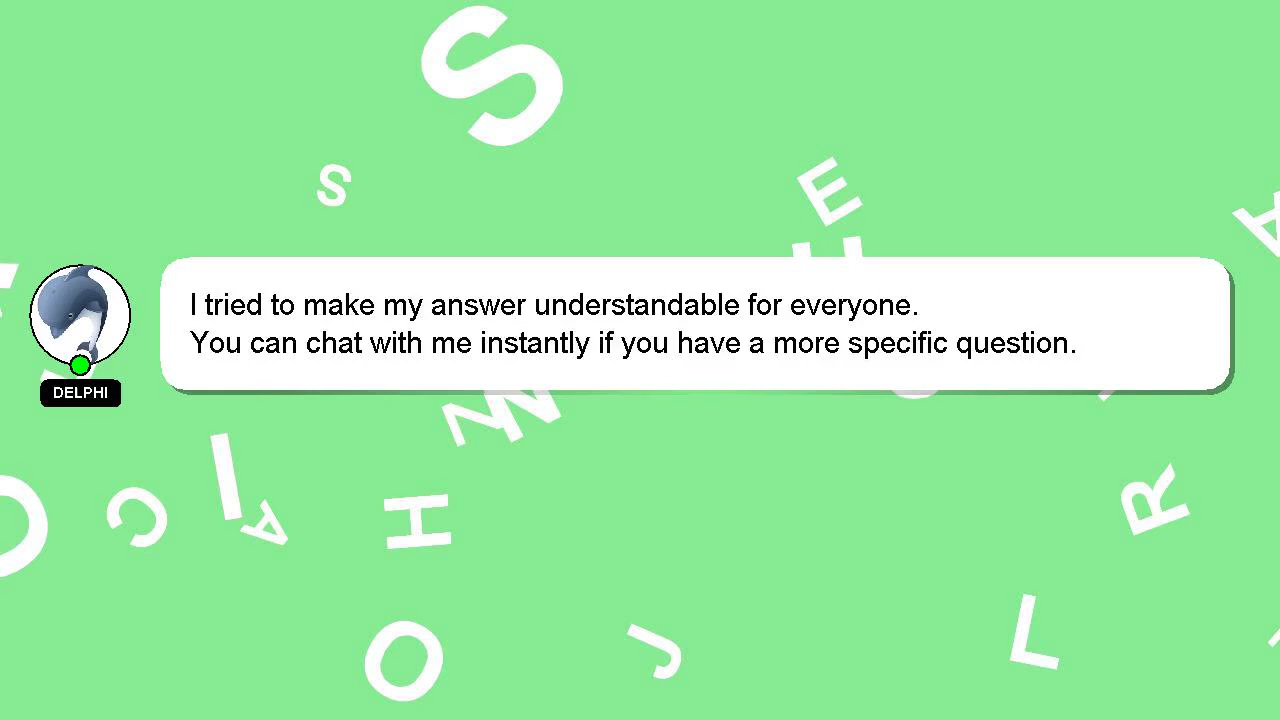 S
S
E
A
I tried to make my answer understandable for everyone.
You can chat with me instantly if you have a more specific question.
DELPHI
N
I
C
A
H
R
O
J
L